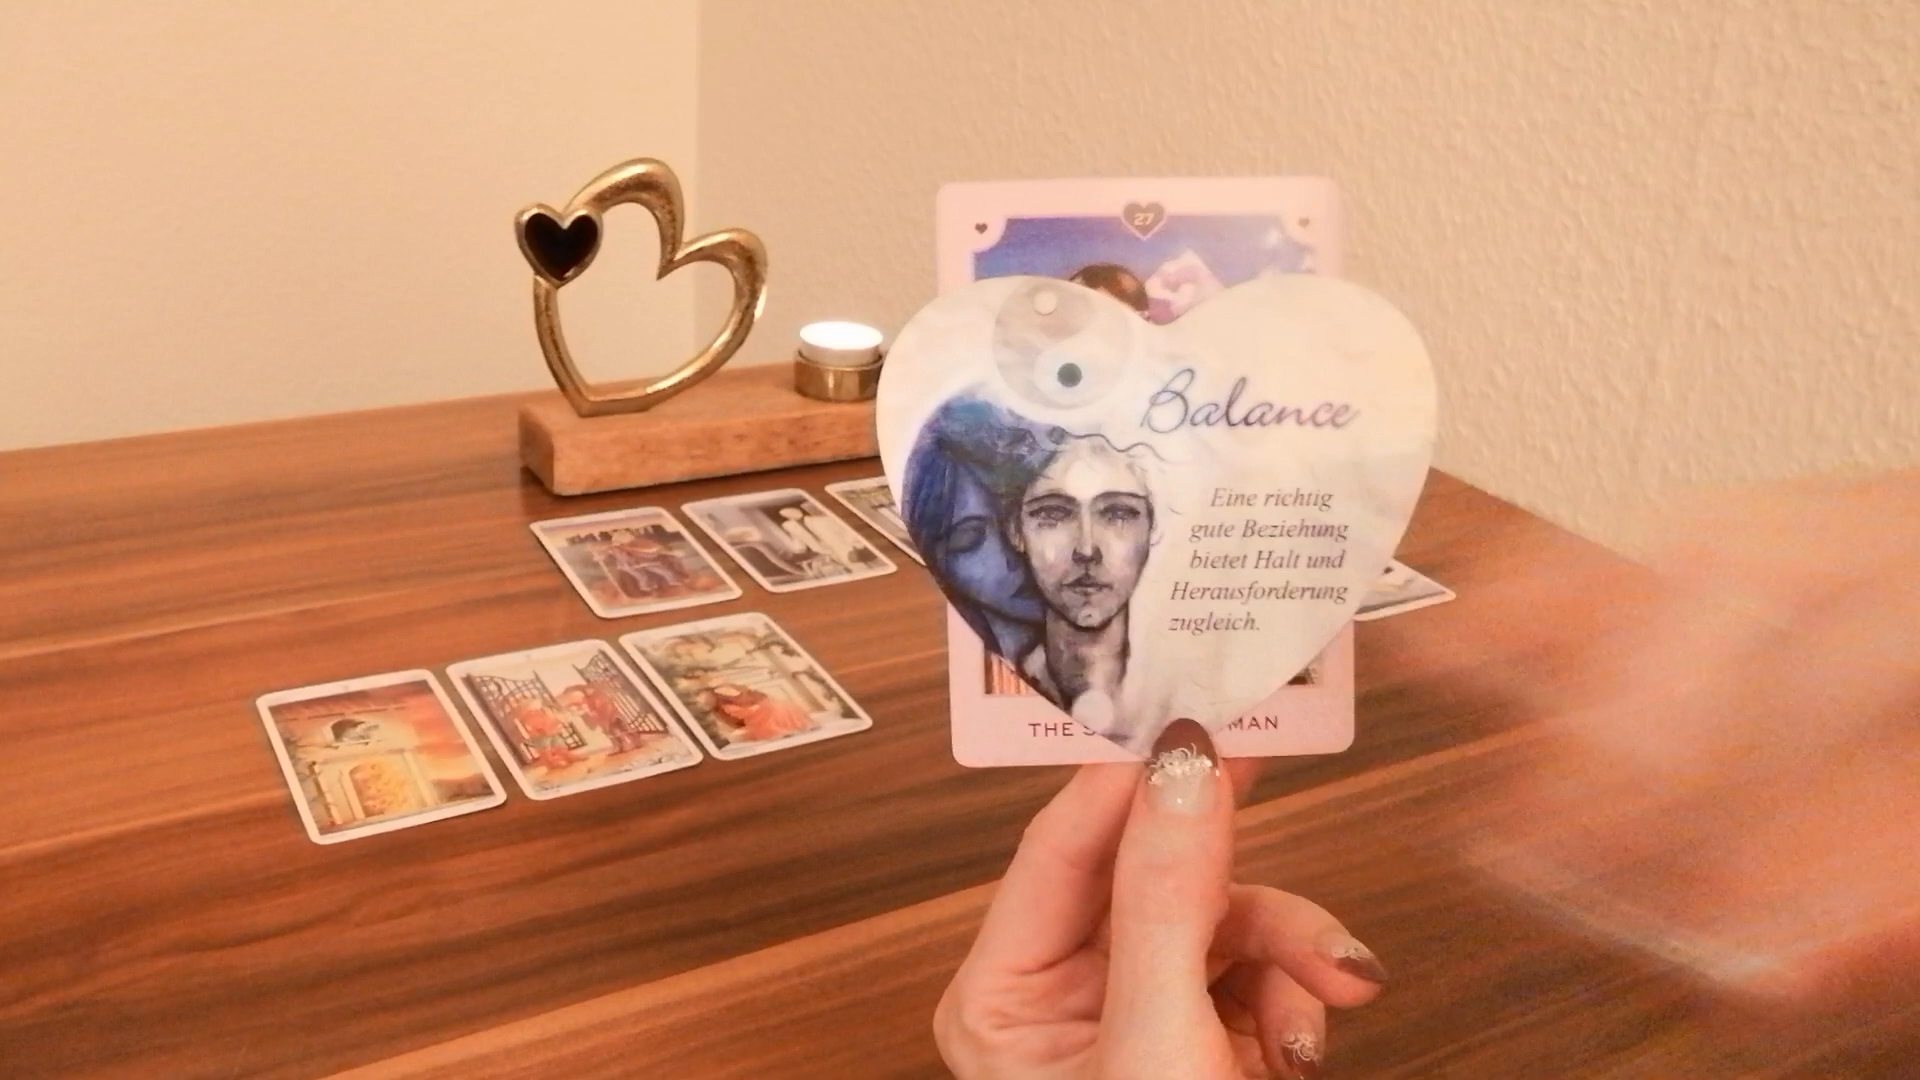 27
Balance
Eine richtig
gute Beziehung
bietet Halt und
Herausforderung
zugleich.
THE S MAN